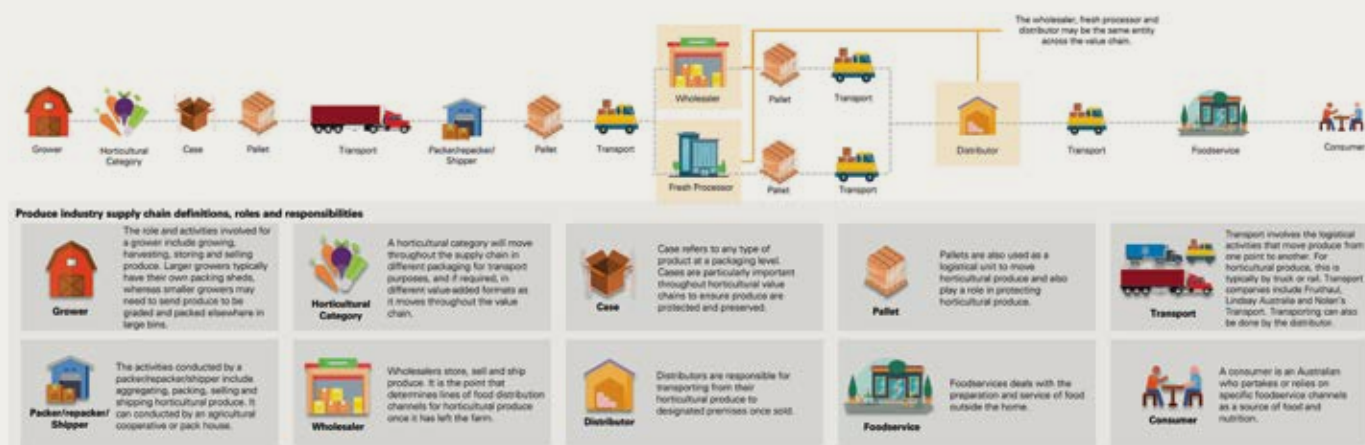 The wholesaler, fresh processor and
distributor may be the same entity
across the value chain.
Wholesaler
Pallet
Transport
Grower
Horticultural
Category
Case
Pallet
Transport
Packer/repacker/
Shipper
Pallet
Transport
Distributor
Transport
Foodservice
Consumer
Fresh Processor
Pallet
Transport
Produce industry supply chain definitions, roles and responsibilities
Grower
The role and activities involved for
a grower include growing,
harvesting, storing and selling
produce. Larger growers typically
have their own packing sheds,
whereas smaller growers may
need to send produce to be
graded and packed elsewhere in
large bins.
Horticultural
Category
A horticultural category will move
throughout the supply chain in
different packaging for transport
purposes, and if required, in
different value-added formats as
it moves throughout the value
chain.
Case
Case refers to any type of
product at a packaging level.
Cases are particularly important
throughout horticultural value
chains to ensure produce are
protected and preserved.
Pallet
Pallets are also used as a
logistical unit to move
horticultural produce and also
play a role in protecting
horticultural produce.
Transport
Transport involves the logistical
activities that move produce from
one point to another. For
horticultural produce, this is
typically by truck or rail. Transport
companies include Fruithaul,
Lindsay Australia and Nolan's
Transport. Transporting can also
be done by the distributor.
Packer/repacker/
Shipper
The activities conducted by a
packer/repacker/shipper include
aggregating, packing, selling and
shipping horticultural produce. It
can conducted by an agricultural
cooperative or pack house.
Wholesaler
Wholesalers store, sell and ship
produce. It is the point that
determines lines of food distribution
channels for horticultural produce
once it has left the farm.
Distributor
Distributors are responsible for
transporting from their
horticultural produce to
designated premises once sold.
Foodservice
Foodservices deals with the
preparation and service of food
outside the home.
Consumer
A consumer is an Australian
who partakes or relies on
specific foodservice channels
as a source of food and
nutrition.